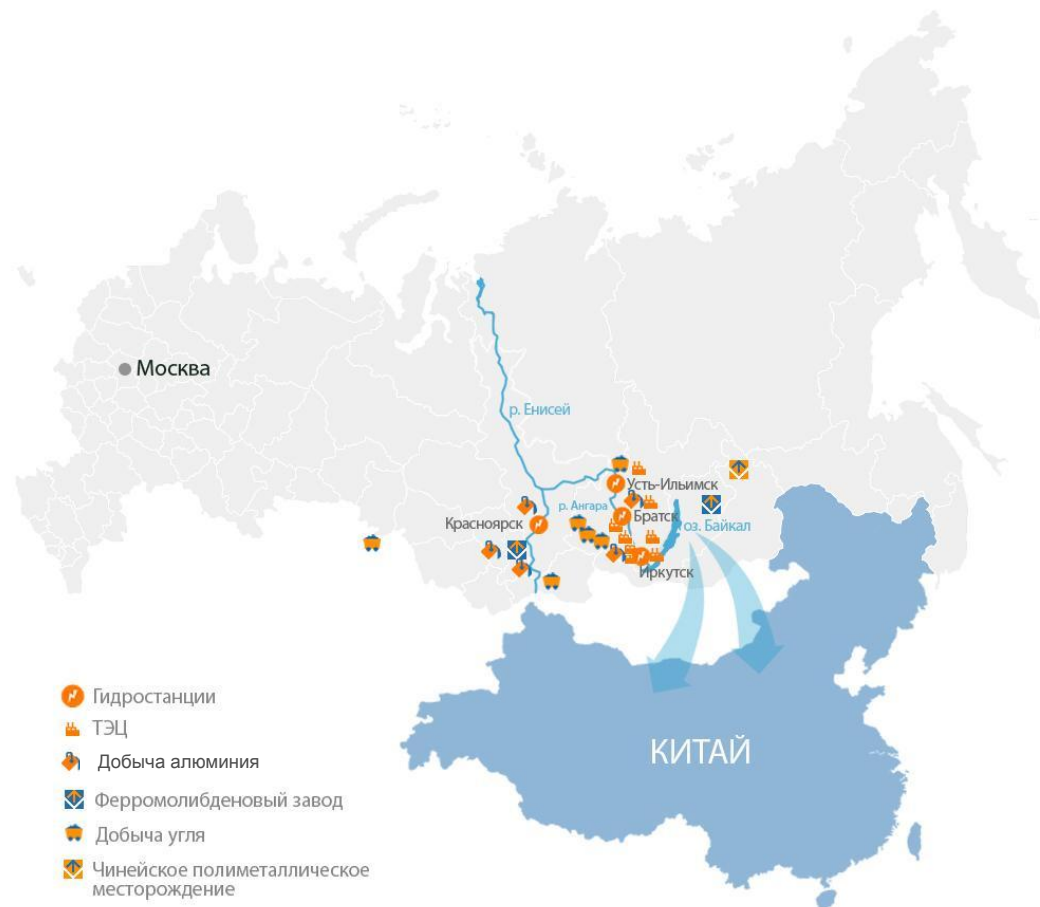 Москва
р. Енисей
Усть-Ильимск
р. Ангара
Братск
Красноярск
оз. Байкал
Иркутск
КИТАЙ
Гидростанции
ТЭЦ
Добыча алюминия
Ферромолибденовый завод
Добыча угля
Чинейское полиметаллическое
месторождение